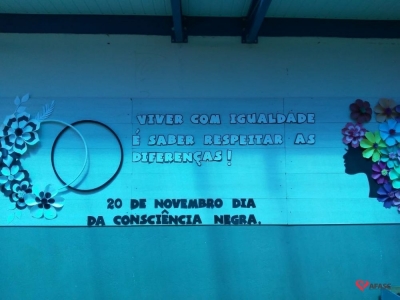 VIVER COM IGUALDADE
É SABER RESPEITAR AS
DIFERENÇAS!
20 DE NOVEMBRO DIA
DA CONSCIÊNCIA NEGRA.